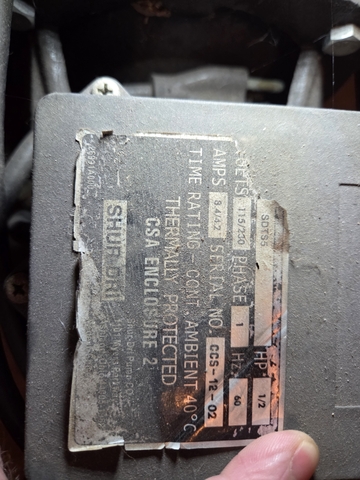 SDT55 HP 1/2
115/230 PHASE 1 Hz 60
AMPS 8.4/4.2 SERIAL NO. CCS-12-02
TIME RATING-CONT. AMBIENT 40°C
THERMALLY PROTECTED
CSA ENCLOSURE 2
SHUR-DRI